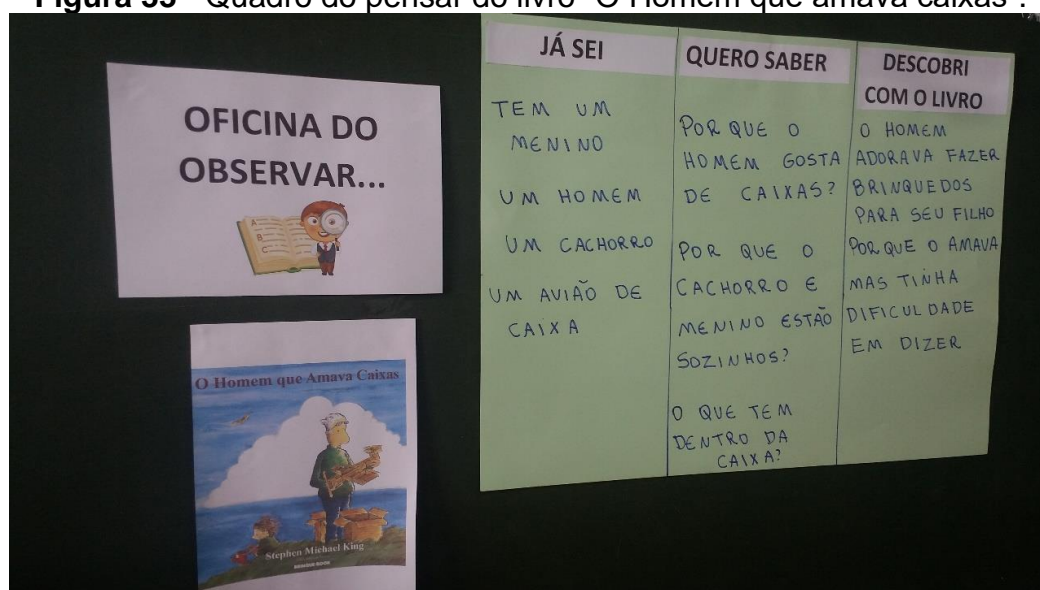 Figura 35 - Quadro do pensar do livro "O Homem que amava caixas".
OFICINA DO
OBSERVAR...
A
B
C
O Homem que Amava Caixas
Stephen Michael King
JÁ SEI
TEM UM
MENINO
UM HOMEM
UM CACHORRO
UM AVIÃO DE
CAIXA
QUERO SABER
POR QUE O
HOMEM GOSTA
DE CAIXAS?
POR QUE O
CACHORRO E
MENINO ESTÃO
SOZINHOS?
O QUE TEM
DENTRO DA
CAIXA?
DESCOBRI
COM O LIVRO
O HOMEM
ADORAVA FAZER
BRINQUEDOS
PARA SEU FILHO
PORQUE O AMAVA
MAS TINHA
DIFICULDADE
EM DIZER